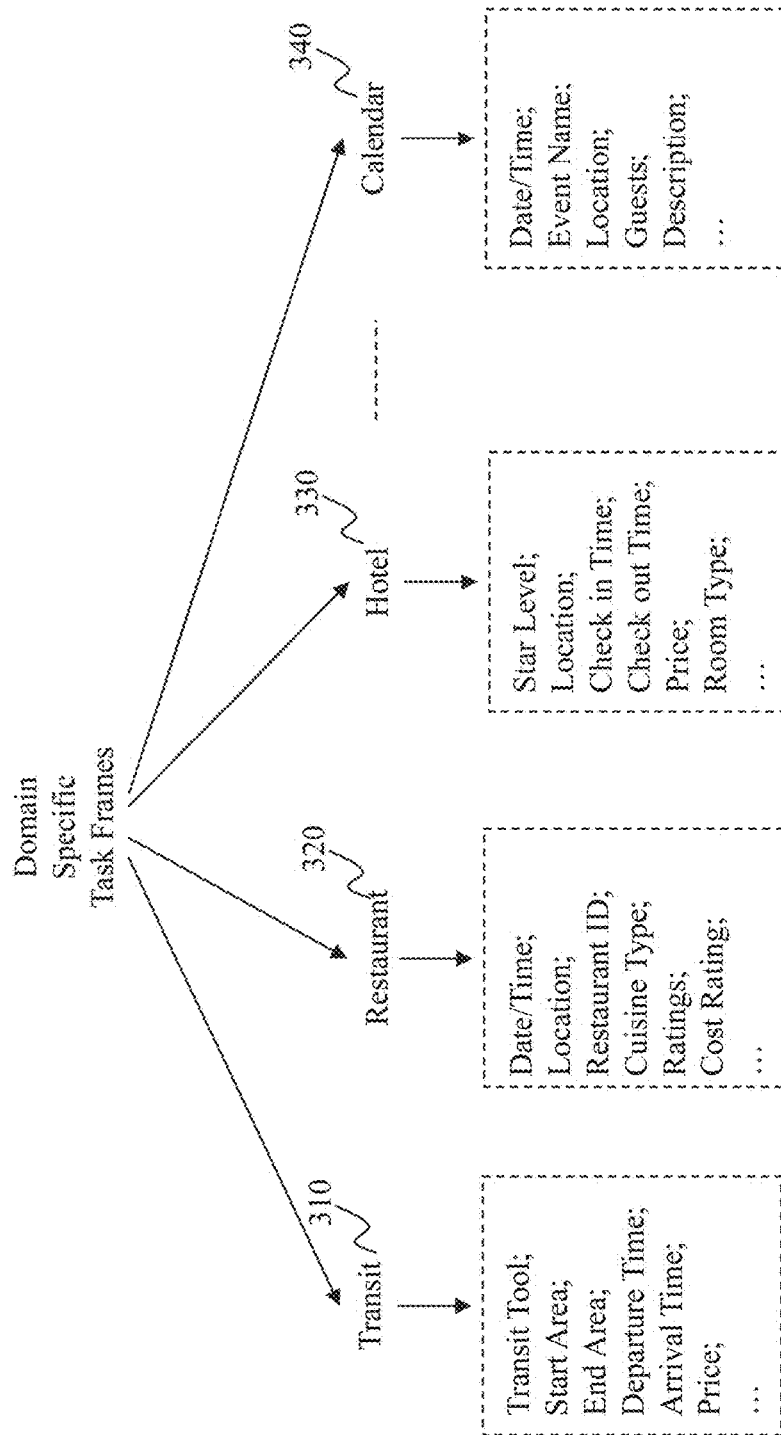 Domain
Specific
Task Frames
310
Transit
320
Restaurant
330
Hotel
340
Calendar
Transit Tool;
Start Area;
End Area;
Departure Time;
Arrival Time;
Price;
...
Date/Time;
Location;
Restaurant ID;
Cuisine Type;
Ratings;
Cost Rating;
...
Star Level;
Location;
Check in Time;
Check out Time;
Price;
Room Type;
...
Date/Time;
Event Name;
Location;
Guests;
Description;
...